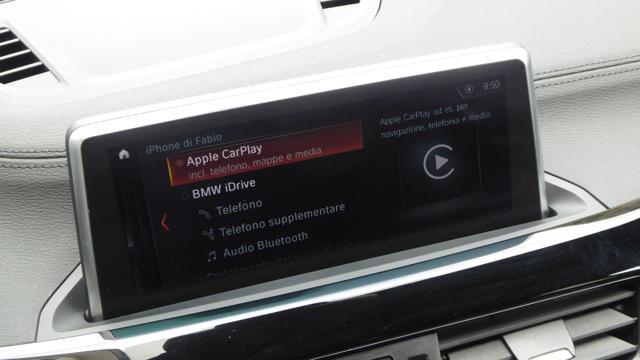 9:50
iPhone di Fabio
Apple CarPlay
incl. telefono, mappe e media
BMW iDrive
Telefono
Telefono supplementare
Audio Bluetooth
Apple CarPlay ad es. per
navigazione, telefonia e media.